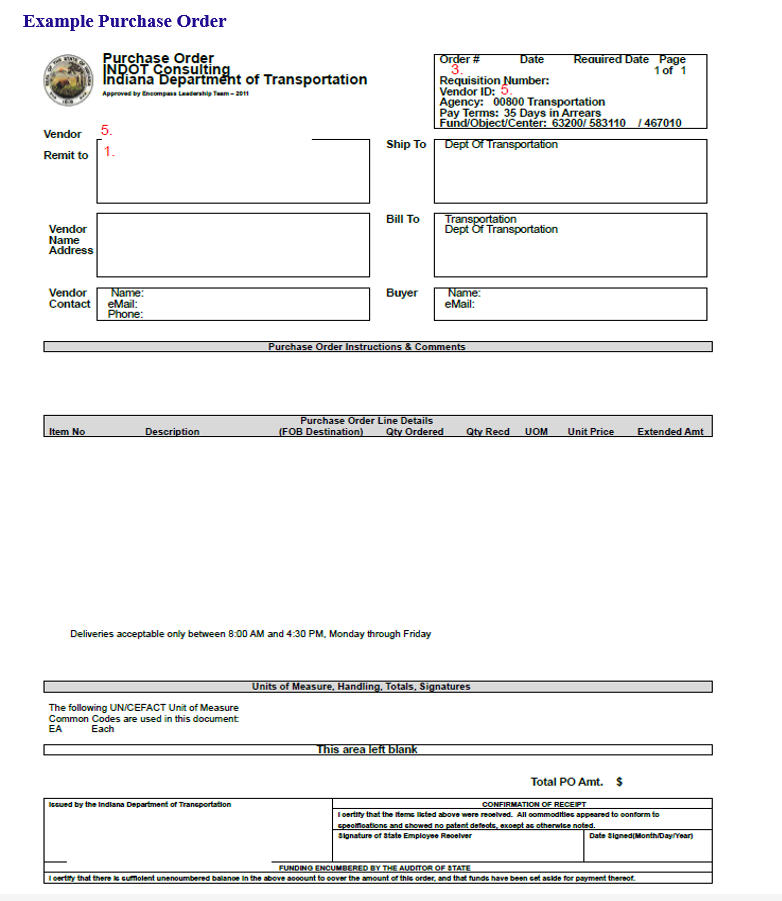 Example Purchase Order
Purchase Order
INDOT Consulting
Indiana Department of Transportation
Approved by Encompass Leadership Team – 2011
Order # Date Required Date Page
3. 1 of 1
Requisition Number:
Vendor ID: 5.
Agency: 00800 Transportation
Pay Terms: 35 Days in Arrears
Fund/Object/Center: 63200/ 583110 / 467010
Vendor 5.
Remit to 1.
Ship To Dept Of Transportation
Vendor
Name
Address
Bill To Transportation
Dept Of Transportation
Vendor Name:
Contact eMail:
Phone:
Buyer Name:
eMail:
Purchase Order Instructions & Comments
Purchase Order Line Details
Item No Description (FOB Destination) Qty Ordered Qty Recd UOM Unit Price Extended Amt
Deliveries acceptable only between 8:00 AM and 4:30 PM, Monday through Friday
Units of Measure, Handling, Totals, Signatures
The following UN/CEFACT Unit of Measure
Common Codes are used in this document:
EA Each
This area left blank
Total PO Amt. $
Issued by the Indiana Department of Transportation
CONFIRMATION OF RECEIPT
I certify that the items listed above were received. All commodities appeared to conform to
specifications and showed no patent defects, except as otherwise noted.
Signature of State Employee Receiver Date Signed(Month/Day/Year)
FUNDING ENCUMBERED BY THE AUDITOR OF STATE
I certify that there is sufficient unencumbered balance in the above account to cover the amount of this order, and that funds have been set aside for payment thereof.